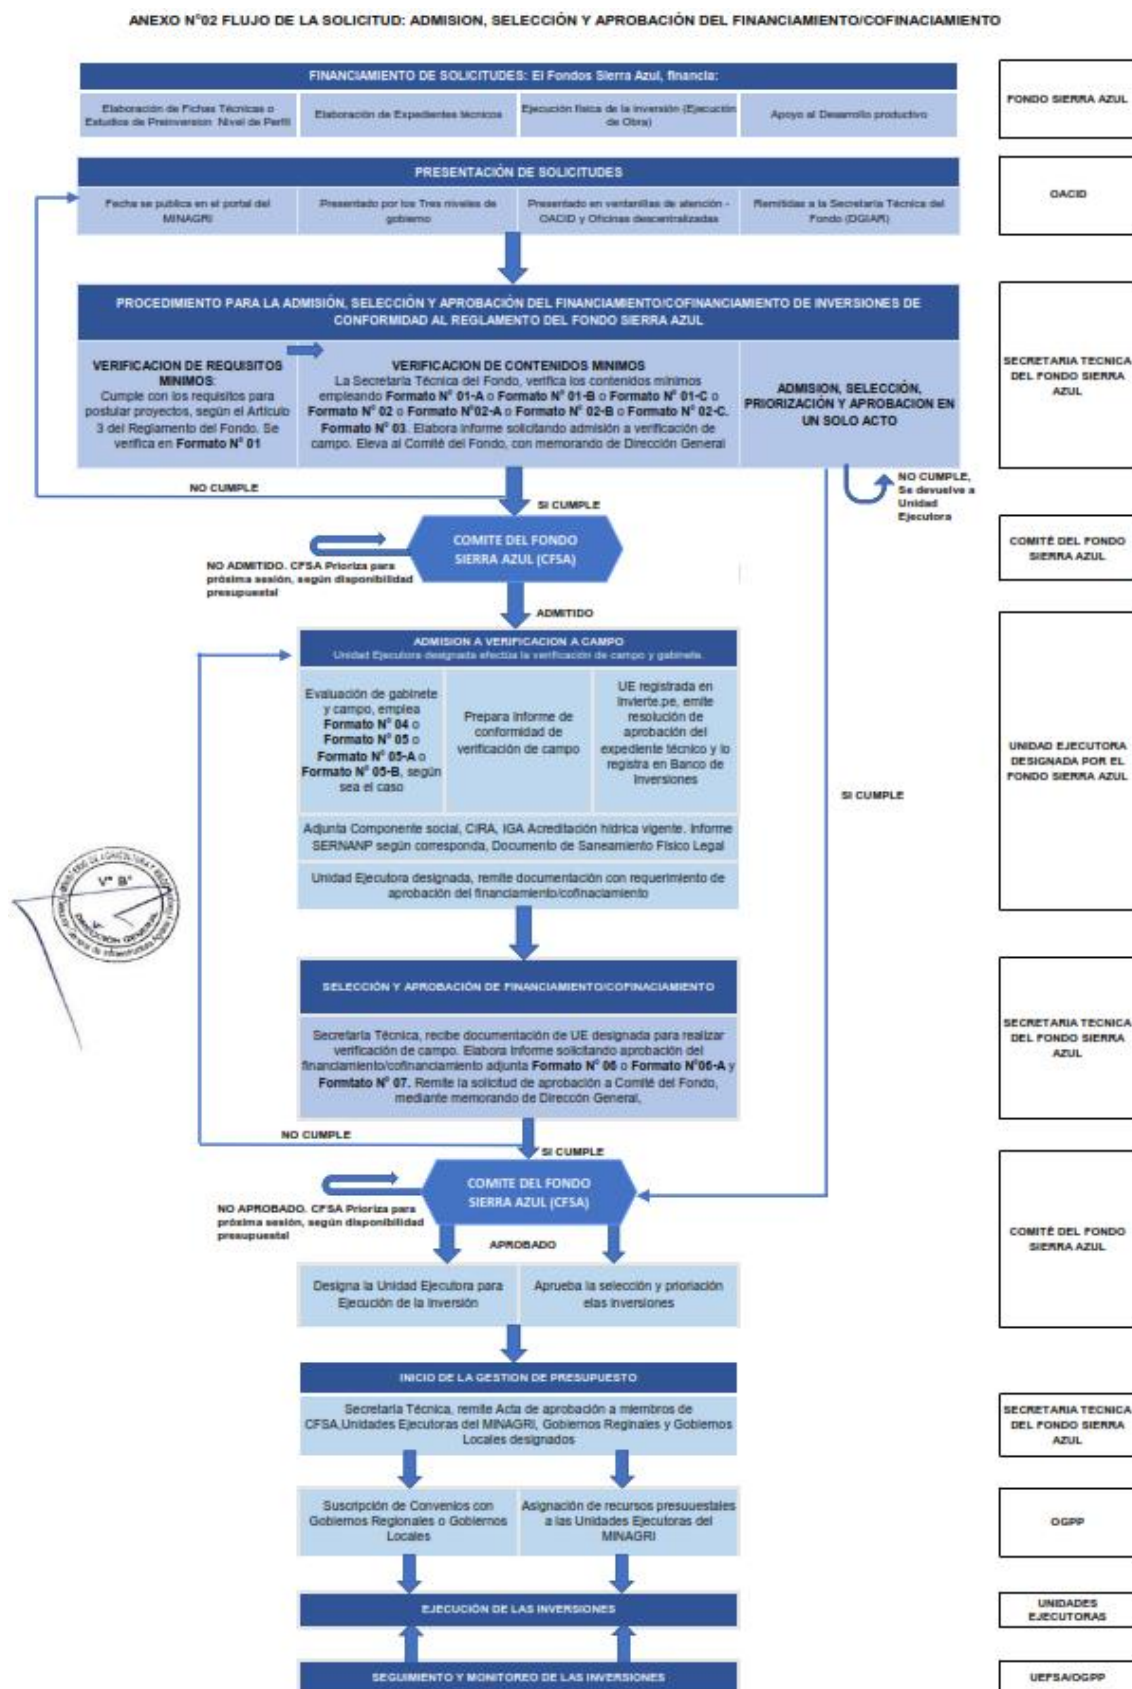 ANEXO N°02 FLUJO DE LA SOLICITUD: ADMISION, SELECCIÓN Y APROBACIÓN DEL FINANCIAMIENTO/COFINACIAMIENTO
FINANCIAMIENTO DE SOLICITUDES: El Fondos Sierra Azul, financia:
Elaboración de Fichas Técnicas o
Estudios de Preinversion Nivel de Perfil
Elaboración de Expedientes técnicos
Ejecución física de la inversión (Ejecución
de Obra)
Apoyo al Desarrollo productivo
FONDO SIERRA AZUL
PRESENTACIÓN DE SOLICITUDES
Fecha se publica en el portal del
MINAGRI
Presentado por los Tres niveles de
gobierno
Presentado en ventanillas de atención -
OACID y Oficinas descentralizadas
Remitidas a la Secretaría Técnica del
Fondo (DGIAR)
OACID
PROCEDIMIENTO PARA LA ADMISIÓN, SELECCIÓN Y APROBACIÓN DEL FINANCIAMIENTO/COFINANCIAMIENTO DE INVERSIONES DE
CONFORMIDAD AL REGLAMENTO DEL FONDO SIERRA AZUL
VERIFICACION DE REQUISITOS
MINIMOS:
Cumple con los requisitos para
postular proyectos, según el Artículo
3 del Reglamento del Fondo. Se
verifica en Formato N° 01
VERIFICACION DE CONTENIDOS MINIMOS
La Secretaría Técnica del Fondo, verifica los contenidos mínimos
empleando Formato N° 01-A o Formato N° 01-B o Formato N° 01-C o
Formato N° 02 o Formato N°02-A o Formato N° 02-B o Formato N° 02-C.
Formato N° 03. Elabora Informe solicitando admisión a verificación de
campo. Eleva al Comité del Fondo, con memorando de Dirección General
ADMISION, SELECCIÓN,
PRIORIZACIÓN Y APROBACION EN
UN SOLO ACTO
SECRETARIA TECNICA
DEL FONDO SIERRA
AZUL
NO CUMPLE
SI CUMPLE
NO CUMPLE,
Se devuelve a
Unidad
Ejecutora
COMITE DEL FONDO
SIERRA AZUL (CFSA)
NO ADMITIDO. CFSA Prioriza para
próxima sesión, según disponibilidad
presupuestal
COMITÉ DEL FONDO
SIERRA AZUL
ADMITIDO
ADMISION A VERIFICACION A CAMPO
Unidad Ejecutora designada efectúa la verificación de campo y gabinete.
Evaluación de gabinete
y campo, emplea
Formato N° 04 o
Formato N° 05 o
Formato N° 05-A o
Formato N° 05-B, según
sea el caso
Prepara Informe de
conformidad de
verificación de campo
UE registrada en
Invierte.pe, emite
resolución de
aprobación del
expediente técnico y lo
registra en Banco de
Inversiones
UNIDAD EJECUTORA
DESIGNADA POR EL
FONDO SIERRA AZUL
SI CUMPLE
Adjunta Componente social, CIRA, IGA Acreditación hídrica vigente. Informe
SERNANP según corresponda, Documento de Saneamiento Físico Legal
Unidad Ejecutora designada, remite documentación con requerimiento de
aprobación del financiamiento/cofinaciamiento
V° B°
DIRECCIÓN GENERAL
SELECCIÓN Y APROBACIÓN DE FINANCIAMIENTO/COFINACIAMIENTO
Secretaría Técnica, recibe documentación de UE designada para realizar
verificación de campo. Elabora Informe solicitando aprobación del
financiamiento/cofinanciamiento adjunta Formato N° 06 o Formato N°06-A y
Formtato N° 07. Remite la solicitud de aprobación a Comité del Fondo,
mediante memorando de Direccón General,
SECRETARIA TECNICA
DEL FONDO SIERRA
AZUL
NO CUMPLE
SI CUMPLE
COMITE DEL FONDO
SIERRA AZUL (CFSA)
NO APROBADO. CFSA Prioriza para
próxima sesión, según disponibilidad
presupuestal
APROBADO
COMITÉ DEL FONDO
SIERRA AZUL
Designa la Unidad Ejecutora para
Ejecución de la Inversión
Aprueba la selección y priorlación
elas inversiones
INICIO DE LA GESTION DE PRESUPUESTO
Secretaría Técnica, remite Acta de aprobación a miembros de
CFSA,Unidades Ejecutoras del MINAGRI, Gobiernos Reginales y Gobiernos
Locales designados
SECRETARIA TECNICA
DEL FONDO SIERRA
AZUL
Suscripción de Convenios con
Gobiernos Regionales o Gobiernos
Locales
Asignación de recursos presuuestales
a las Unidades Ejecutoras del
MINAGRI
OGPP
EJECUCIÓN DE LAS INVERSIONES
UNIDADES
EJECUTORAS
SEGUIMIENTO Y MONITOREO DE LAS INVERSIONES
UEFSA/OGPP